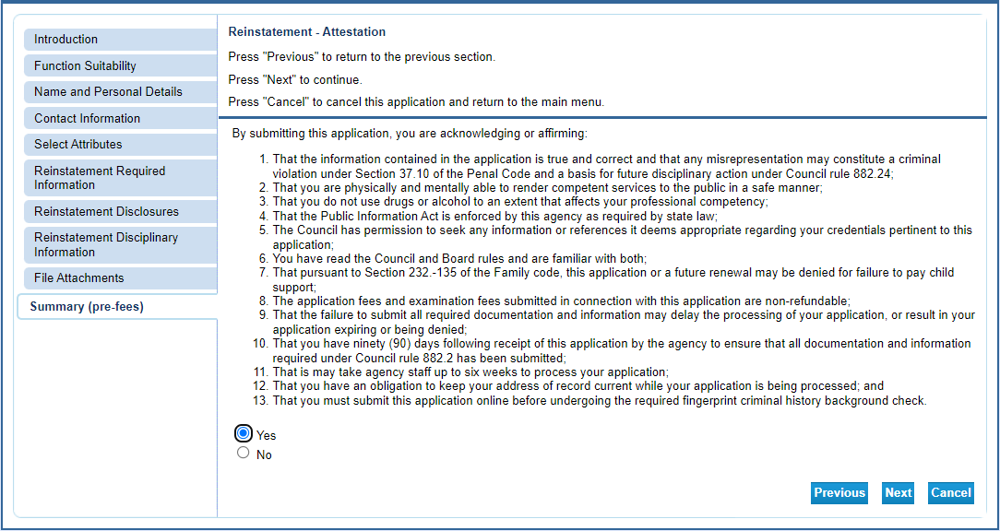 Introduction
Function Suitability
Name and Personal Details
Contact Information
Select Attributes
Reinstatement Required
Information
Reinstatement Disclosures
Reinstatement Disciplinary
Information
File Attachments
Summary (pre-fees)
Reinstatement - Attestation
Press "Previous" to return to the previous section.
Press "Next" to continue.
Press "Cancel" to cancel this application and return to the main menu.
By submitting this application, you are acknowledging or affirming:
1. That the information contained in the application is true and correct and that any misrepresentation may constitute a criminal
violation under Section 37.10 of the Penal Code and a basis for future disciplinary action under Council rule 882.24;
2. That you are physically and mentally able to render competent services to the public in a safe manner;
3. That you do not use drugs or alcohol to an extent that affects your professional competency;
4. That the Public Information Act is enforced by this agency as required by state law;
5. The Council has permission to seek any information or references it deems appropriate regarding your credentials pertinent to this
application;
6. You have read the Council and Board rules and are familiar with both;
7. That pursuant to Section 232.-135 of the Family code, this application or a future renewal may be denied for failure to pay child
support;
8. The application fees and examination fees submitted in connection with this application are non-refundable;
9. That the failure to submit all required documentation and information may delay the processing of your application, or result in your
application expiring or being denied;
10. That you have ninety (90) days following receipt of this application by the agency to ensure that all documentation and information
required under Council rule 882.2 has been submitted;
11. That is may take agency staff up to six weeks to process your application;
12. That you have an obligation to keep your address of record current while your application is being processed; and
13. That you must submit this application online before undergoing the required fingerprint criminal history background check.
Yes
No
Previous Next Cancel